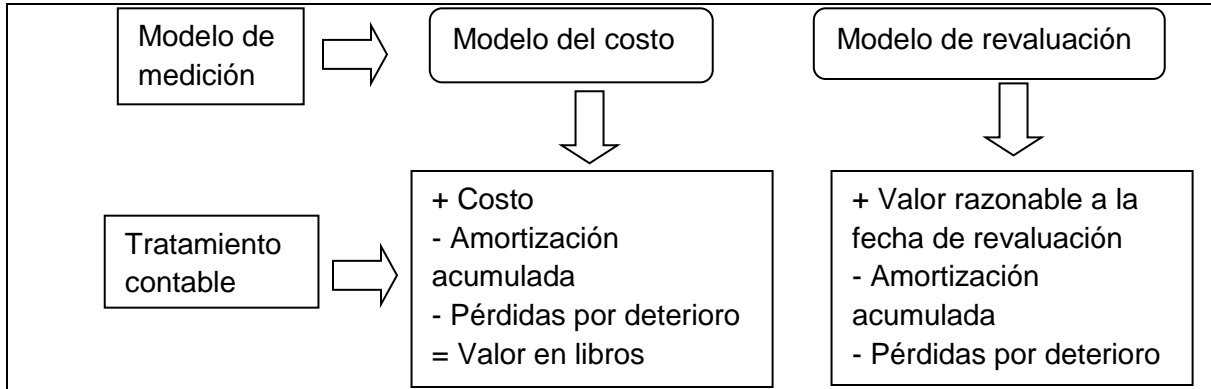 Modelo de
medición
Modelo del costo
Modelo de revaluación
Tratamiento
contable
+ Costo
- Amortización
acumulada
- Pérdidas por deterioro
= Valor en libros
+ Valor razonable a la
fecha de revaluación
- Amortización
acumulada
- Pérdidas por deterioro